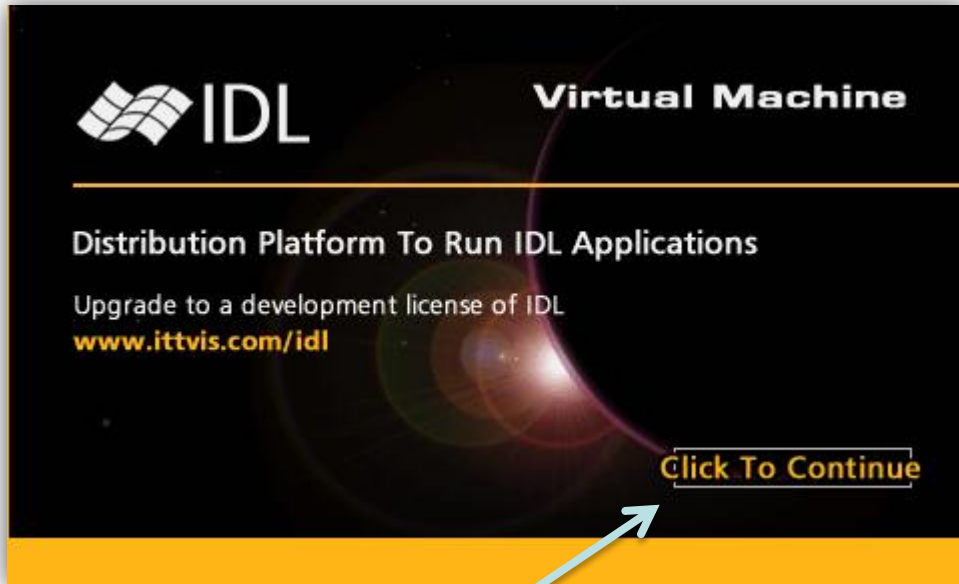 IDL
Virtual Machine
Distribution Platform To Run IDL Applications
Upgrade to a development license of IDL
www.ittvis.com/idl
Click To Continue